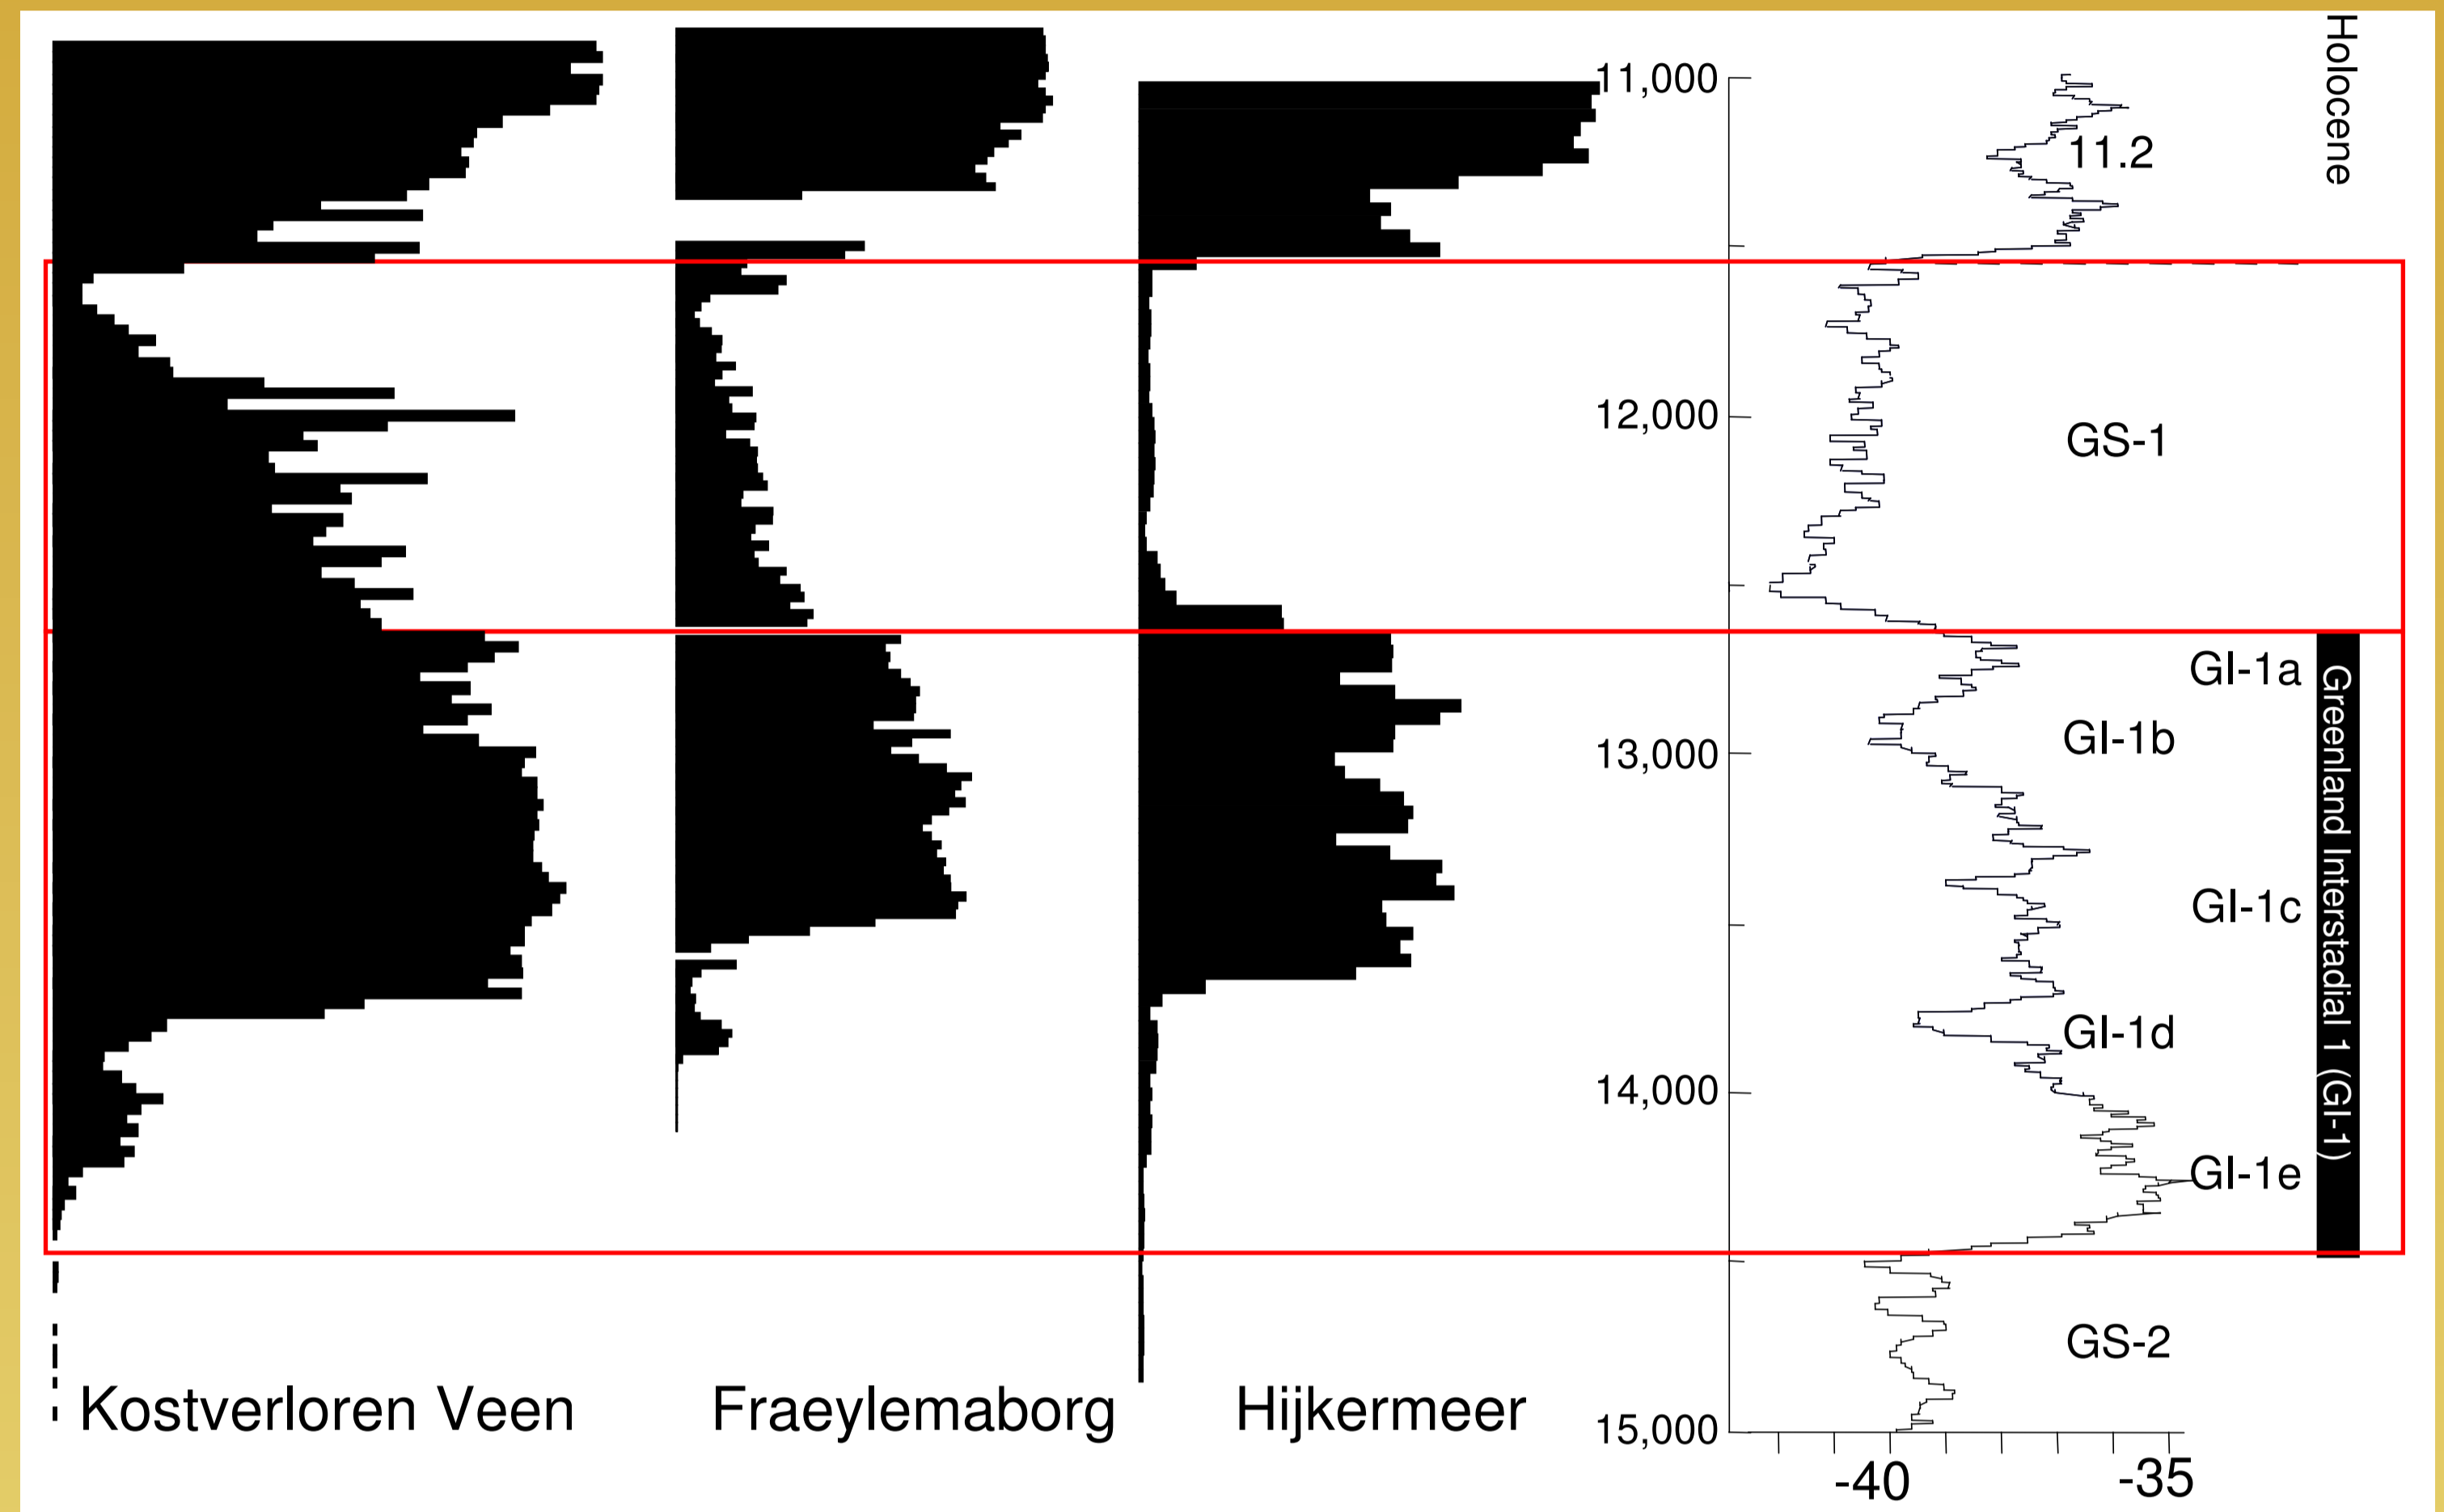 Holocene
11,000
11.2
12,000
GS-1
GI-1a
GI-1b
13,000
GI-1c
Greenland Interstadial 1 (GI-1)
GI-1d
14,000
GI-1e
GS-2
Kostverloren Veen
Fraeylemaborg
Hijkermeer
15,000
-40
-35